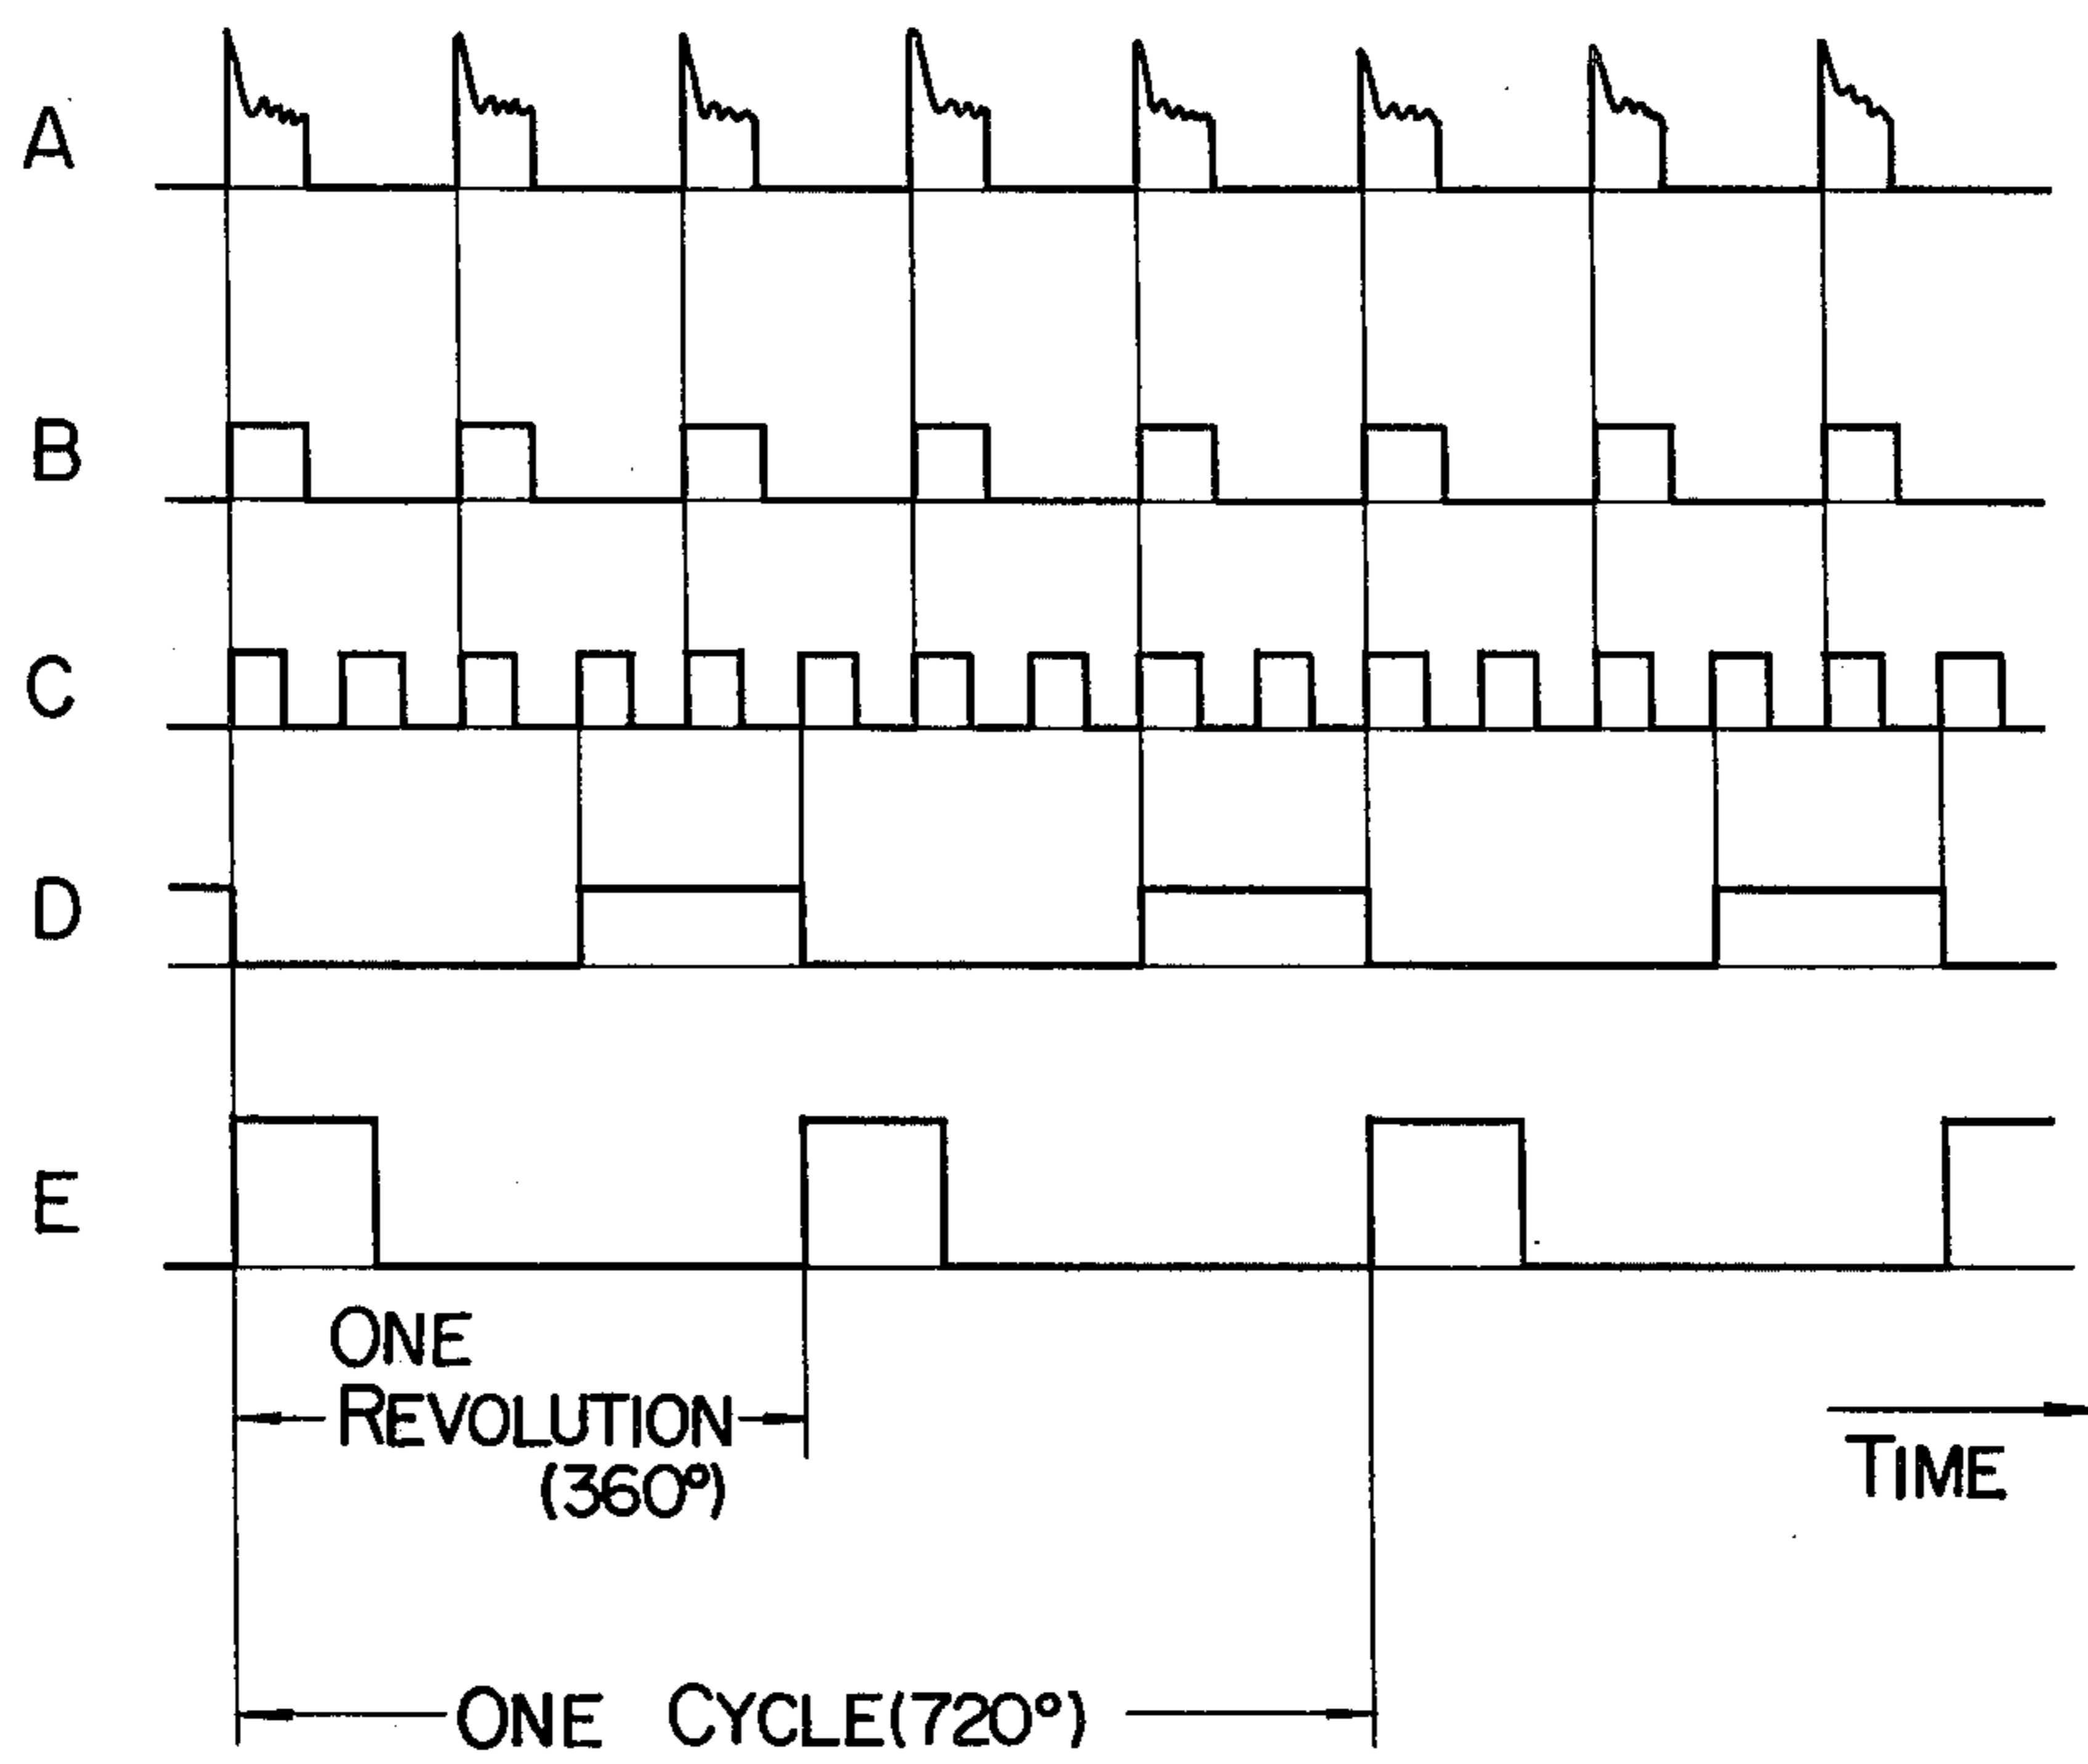 A
B
C
D
E
ONE
REVOLUTION
(360°)
TIME
ONE CYCLE(720°)